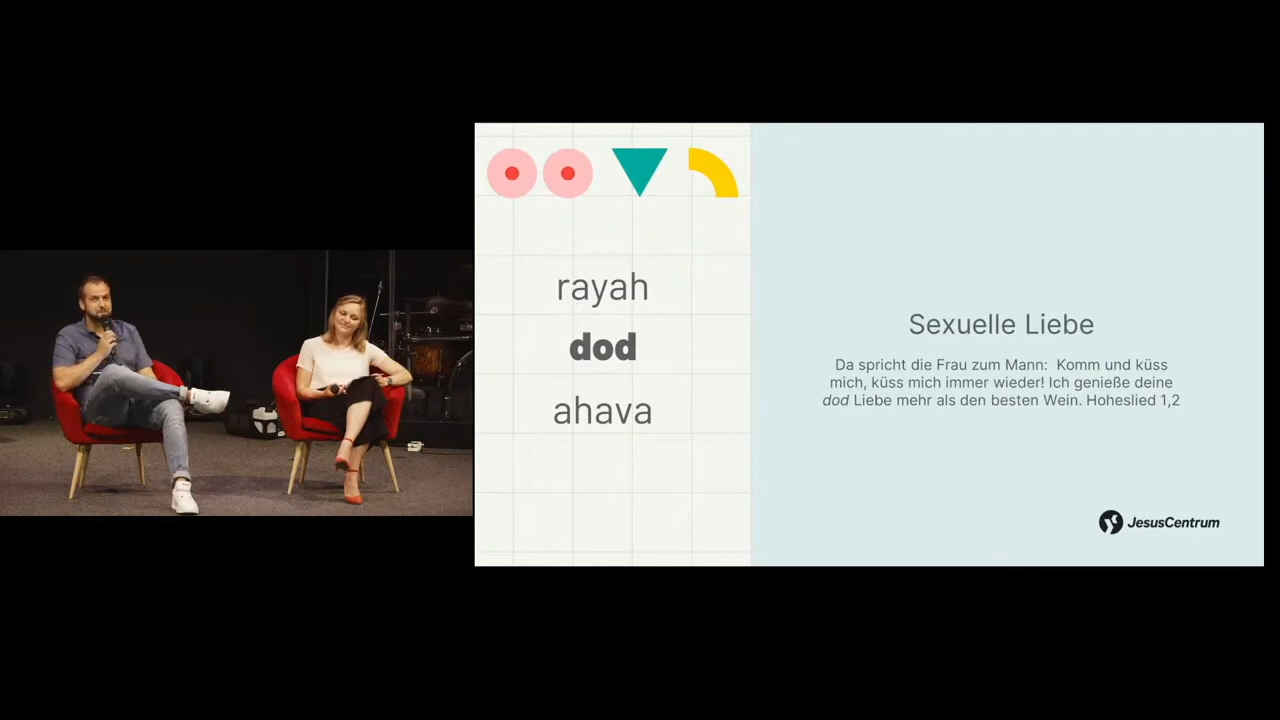 rayah
dod
ahava
Sexuelle Liebe
Da spricht die Frau zum Mann:  Komm und küss
mich, küss mich immer wieder! Ich genieße deine
dod Liebe mehr als den besten Wein. Hoheslied 1,2
JesusCentrum